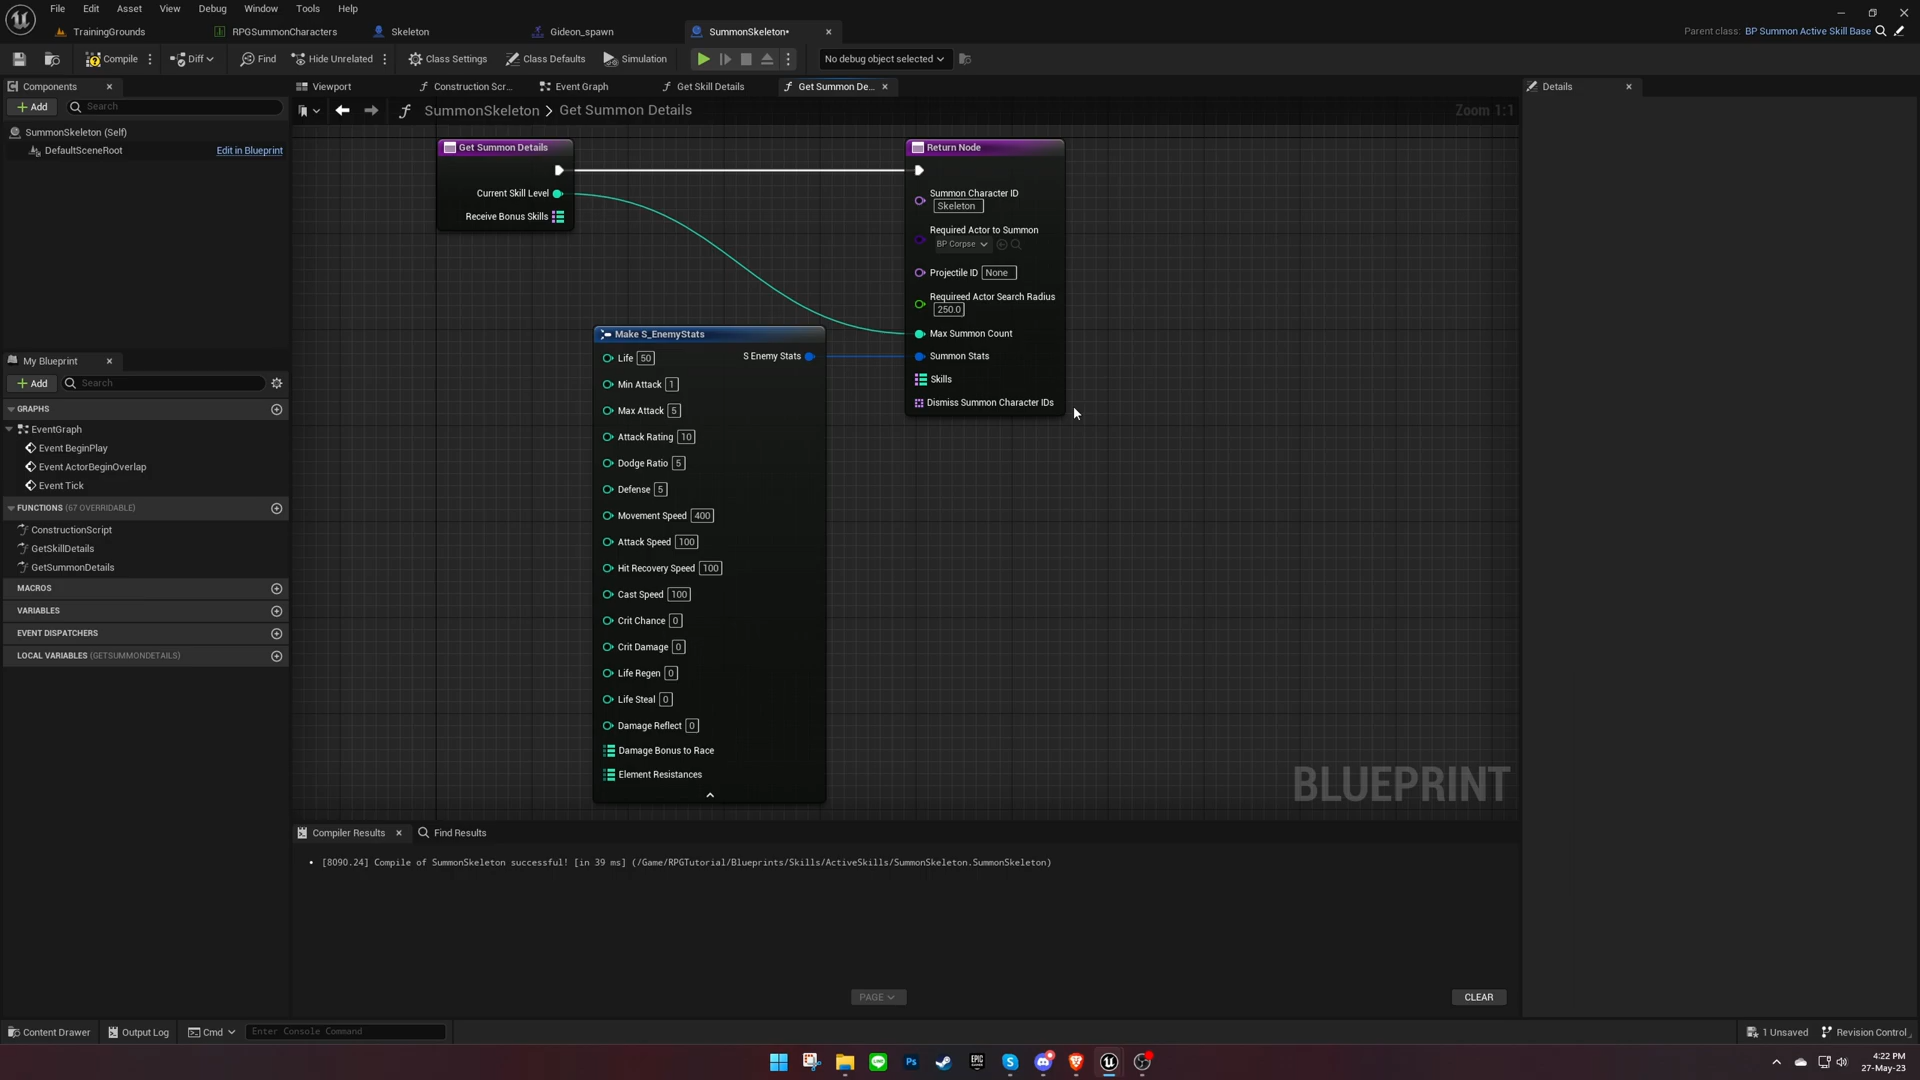 File Edit Asset View Debug Window Tools Help
TrainingGrounds RPGSummonCharacters Skeleton Gideon_spawn SummonSkeleton•
Parent class: BP Summon Active Skill Base
Compile Diff Find Hide Unrelated Class Settings Class Defaults Simulation No debug object selected
Components
Add Search
SummonSkeleton (Self)
DefaultSceneRoot Edit in Blueprint
Viewport Construction Scr... Event Graph Get Skill Details Get Summon De...
Details
SummonSkeleton > Get Summon Details
Zoom 1:1
Get Summon Details
Current Skill Level
Receive Bonus Skills
Return Node
Summon Character ID
Skeleton
Required Actor to Summon
BP Corpse
Projectile ID None
Requireed Actor Search Radius
250.0
Max Summon Count
Summon Stats
Skills
Dismiss Summon Character IDs
Make S_EnemyStats
Life 50 S Enemy Stats
Min Attack 1
Max Attack 5
Attack Rating 10
Dodge Ratio 5
Defense 5
Movement Speed 400
Attack Speed 100
Hit Recovery Speed 100
Cast Speed 100
Crit Chance 0
Crit Damage 0
Life Regen 0
Life Steal 0
Damage Reflect 0
Damage Bonus to Race
Element Resistances
BLUEPRINT
My Blueprint
Add Search
GRAPHS
EventGraph
Event BeginPlay
Event ActorBeginOverlap
Event Tick
FUNCTIONS (67 OVERRIDABLE)
ConstructionScript
GetSkillDetails
GetSummonDetails
MACROS
VARIABLES
EVENT DISPATCHERS
LOCAL VARIABLES (GETSUMMONDETAILS)
Compiler Results Find Results
[8090.24] Compile of SummonSkeleton successful! [in 39 ms] (/Game/RPGTutorial/Blueprints/Skills/ActiveSkills/SummonSkeleton.SummonSkeleton)
PAGE CLEAR
Content Drawer Output Log Cmd Enter Console Command
1 Unsaved Revision Control
Ps EPIC
4:22 PM
27-May-23